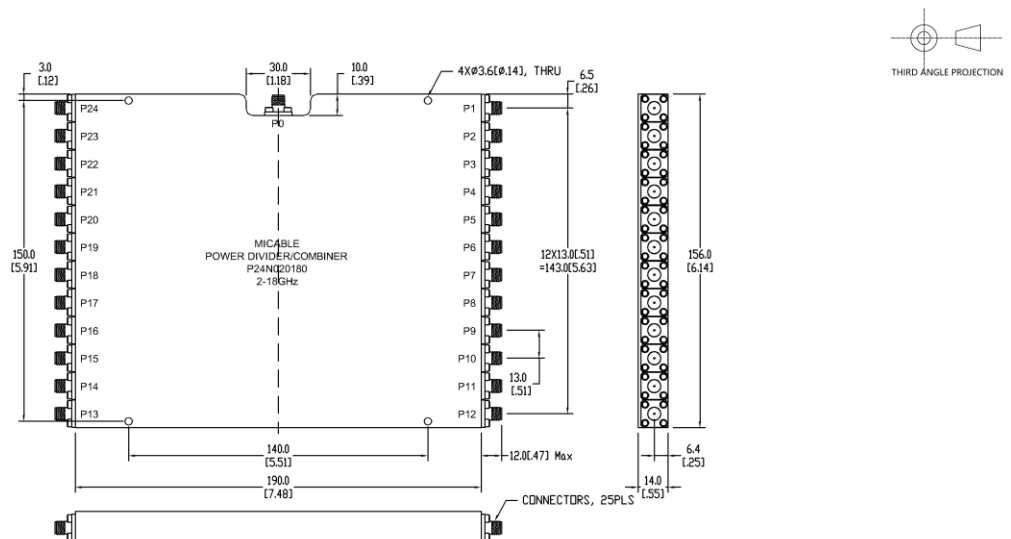 THIRD ANGLE PROJECTION
3.0
[.12]
30.0
[1.18]
10.0
[.39]
4XØ3.6[Ø.14], THRU
6.5
[.26]
P0
P24
P23
P22
P21
P20
P19
P18
P17
P16
P15
P14
P13
150.0
[5.91]
MICABLE
POWER DIVIDER/COMBINER
P24N020180
2-18GHz
P1
P2
P3
P4
P5
P6
P7
P8
P9
P10
P11
P12
12X13.0[.51]
=143.0[5.63]
13.0
[.51]
156.0
[6.14]
140.0
[5.51]
12.0[.47] Max
190.0
[7.48]
6.4
[.25]
14.0
[.55]
CONNECTORS, 25PLS